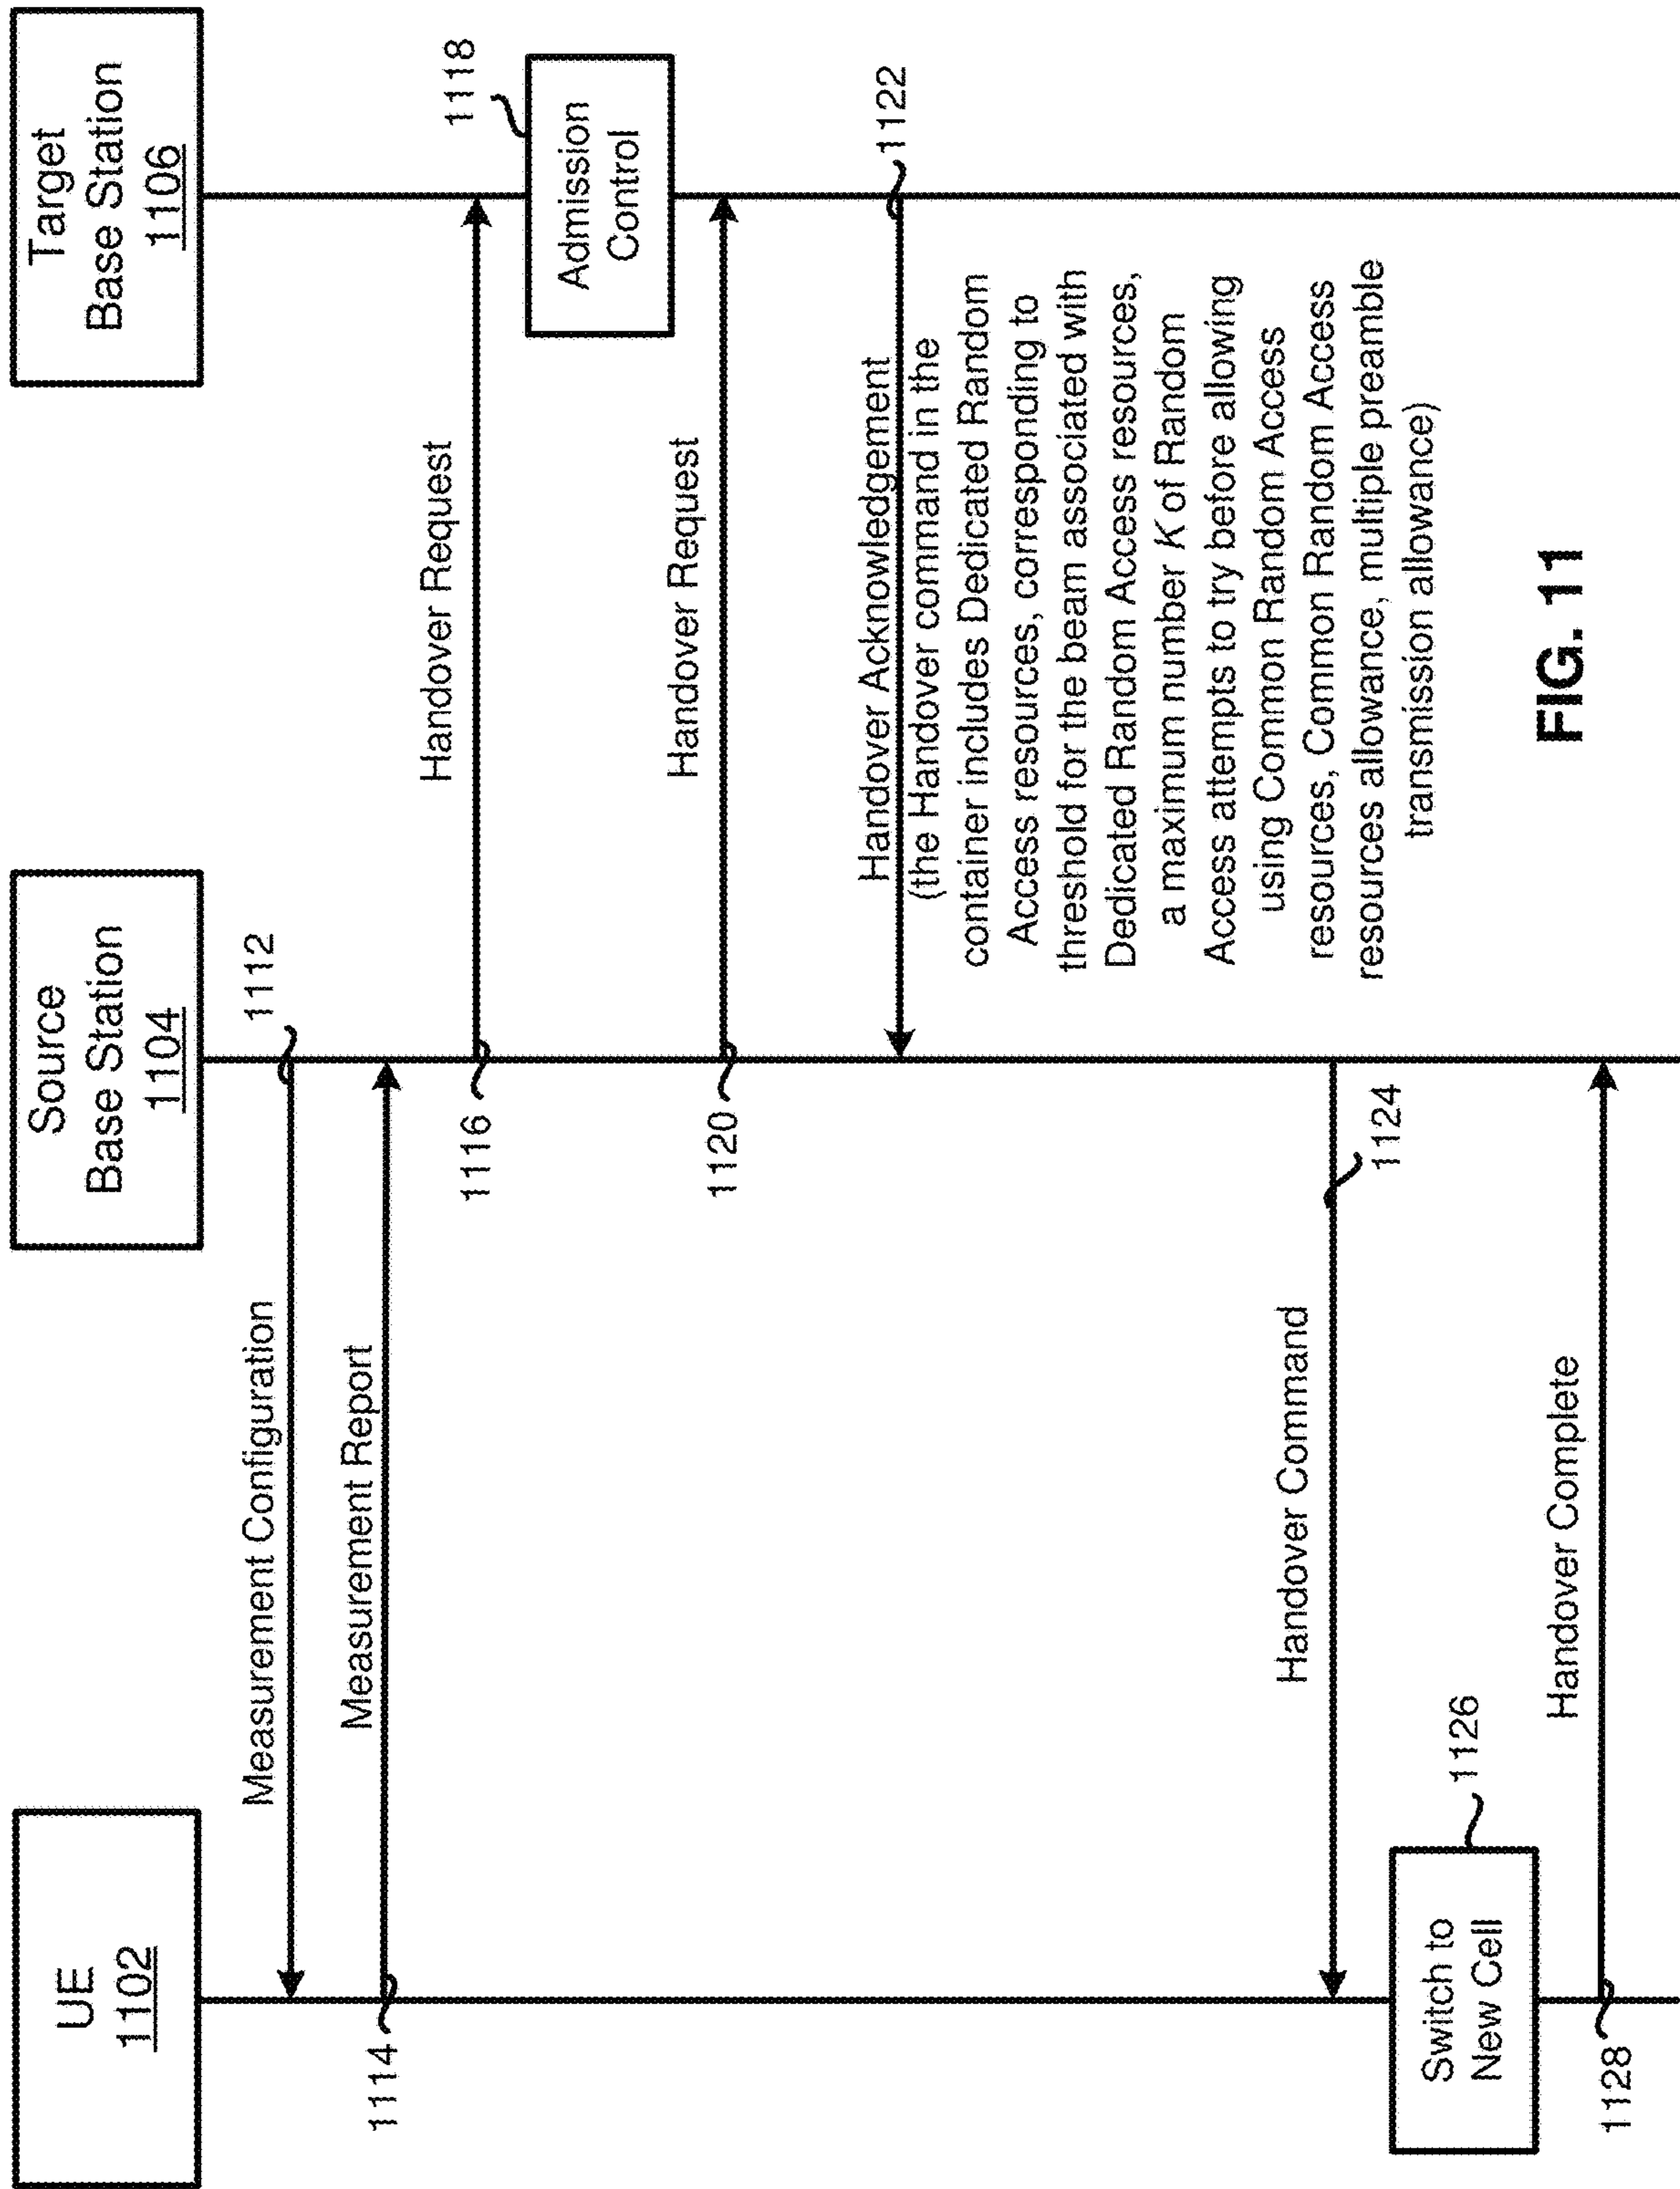 UE
1102
Source
Base Station
1104
Target
Base Station
1106
Measurement Configuration
1112
Measurement Report
1114
Handover Request
1116
1118
Admission
Control
Handover Request
1120
1122
Handover Acknowledgement
(the Handover command in the
container includes Dedicated Random
Access resources, corresponding to
threshold for the beam associated with
Dedicated Random Access resources,
a maximum number K of Random
Access attempts to try before allowing
using Common Random Access
resources, Common Random Access
resources allowance, multiple preamble
transmission allowance)
Handover Command
1124
Switch to
New Cell
1126
Handover Complete
1128
FIG. 11